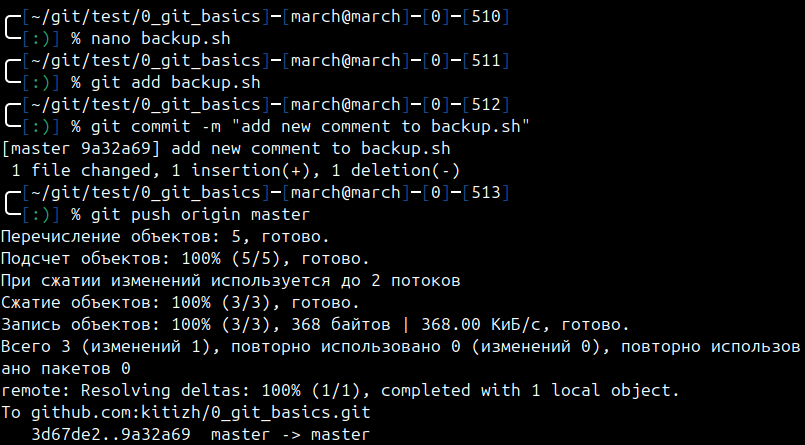 ┌─[~/git/test/0_git_basics]─[march@march]─[0]─[510]
└─[:)] % nano backup.sh
┌─[~/git/test/0_git_basics]─[march@march]─[0]─[511]
└─[:)] % git add backup.sh
┌─[~/git/test/0_git_basics]─[march@march]─[0]─[512]
└─[:)] % git commit -m "add new comment to backup.sh"
[master 9a32a69] add new comment to backup.sh
 1 file changed, 1 insertion(+), 1 deletion(-)
┌─[~/git/test/0_git_basics]─[march@march]─[0]─[513]
└─[:)] % git push origin master
Перечисление объектов: 5, готово.
Подсчет объектов: 100% (5/5), готово.
При сжатии изменений используется до 2 потоков
Сжатие объектов: 100% (3/3), готово.
Запись объектов: 100% (3/3), 368 байтов | 368.00 КиБ/с, готово.
Всего 3 (изменений 1), повторно использовано 0 (изменений 0), повторно использов
ано пакетов 0
remote: Resolving deltas: 100% (1/1), completed with 1 local object.
To github.com:kitizh/0_git_basics.git
   3d67de2..9a32a69  master -> master